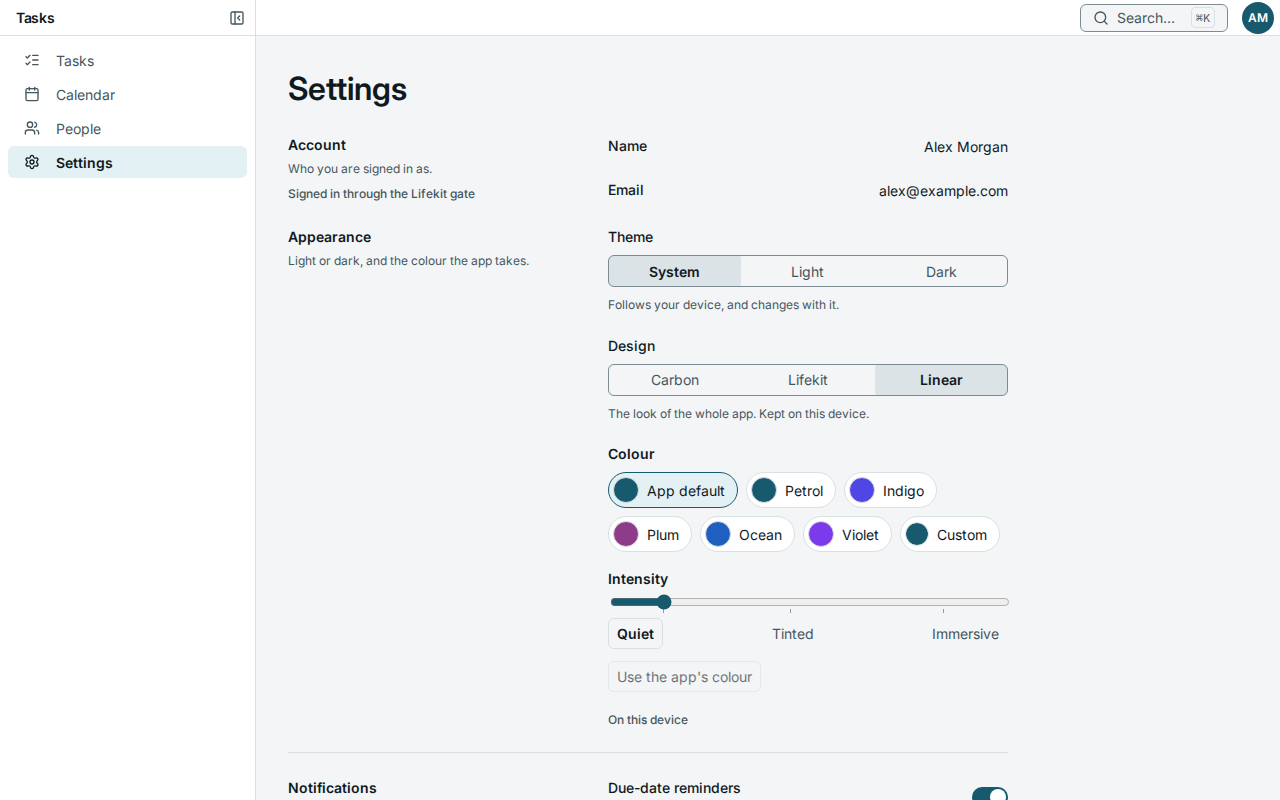 Tasks
Search...
⌘K
AM
Tasks
Calendar
People
Settings
Settings
Account
Who you are signed in as.
Signed in through the Lifekit gate
Name
Alex Morgan
Email
alex@example.com
Appearance
Light or dark, and the colour the app takes.
Theme
System
Light
Dark
Follows your device, and changes with it.
Design
Carbon
Lifekit
Linear
The look of the whole app. Kept on this device.
Colour
App default
Petrol
Indigo
Plum
Ocean
Violet
Custom
Intensity
Quiet
Tinted
Immersive
Use the app's colour
On this device
Notifications
Due-date reminders